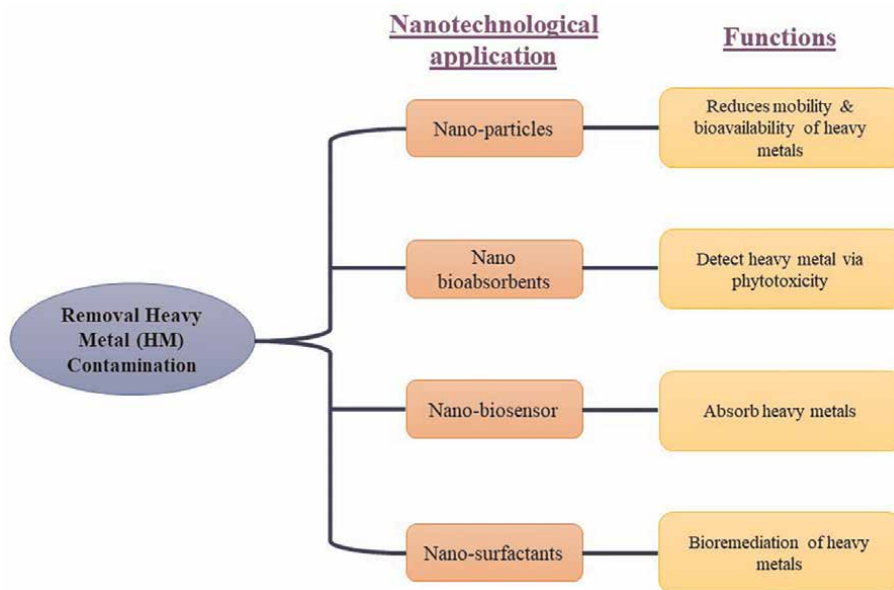 Nanotechnological
application
Functions
Removal Heavy
Metal (HM)
Contamination
Nano-particles
Reduces mobility &
bioavailability of heavy
metals
Nano
bioabsorbents
Detect heavy metal via
phytotoxicity
Nano-biosensor
Absorb heavy metals
Nano-surfactants
Bioremediation of heavy
metals